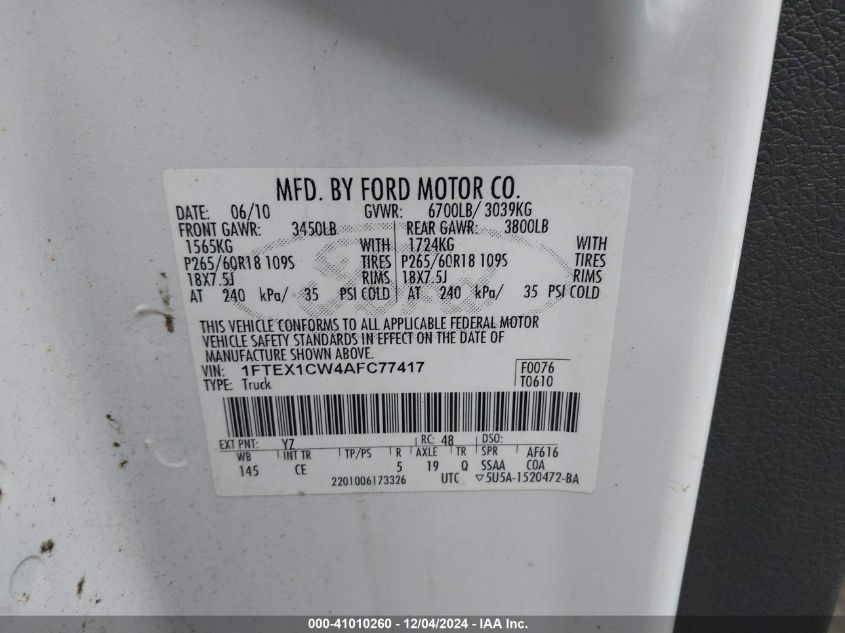 MFD. BY FORD MOTOR CO.
DATE: 06/10 GVWR: 6700LB/ 3039KG
FRONT GAWR: 3450LB REAR GAWR: 3800LB
1565KG WITH 1724KG WITH
P265/60R18 109S TIRES P265/60R18 109S TIRES
18X7.5J RIMS 18X7.5J RIMS
AT 240 kPa/ 35 PSI COLD AT 240 kPa/ 35 PSI COLD
THIS VEHICLE CONFORMS TO ALL APPLICABLE FEDERAL MOTOR
VEHICLE SAFETY STANDARDS IN EFFECT ON THE DATE OF
MANUFACTURE SHOWN ABOVE.
VIN: 1FTEX1CW4AFC77417 F0076
TYPE: Truck T0610
EXT PNT: YZ RC: 48 DSO:
WB INT TR TP/PS R AXLE TR SPR AF616
145 CE 5 19 Q SSAA COA
2201006173326 UTC ▽5U5A-1520472-BA
000-41010260 - 12/04/2024 - IAA Inc.